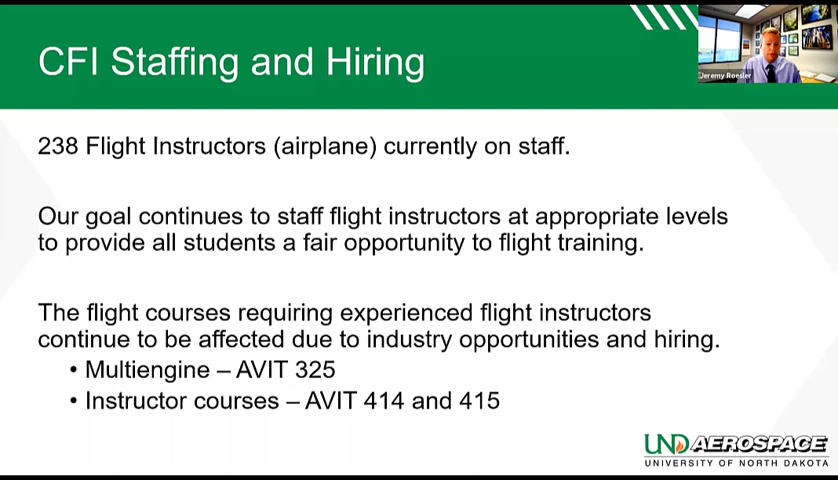 CFI Staffing and Hiring
Jeremy Roesler
238 Flight Instructors (airplane) currently on staff.
Our goal continues to staff flight instructors at appropriate levels
to provide all students a fair opportunity to flight training.
The flight courses requiring experienced flight instructors
continue to be affected due to industry opportunities and hiring.
• Multiengine – AVIT 325
• Instructor courses – AVIT 414 and 415
UND AEROSPACE
UNIVERSITY OF NORTH DAKOTA